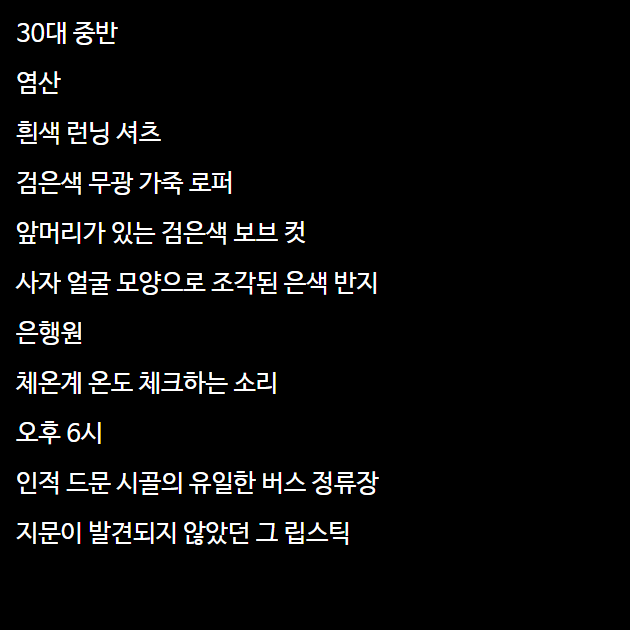 30대 중반
염산
흰색 런닝 셔츠
검은색 무광 가죽 로퍼
앞머리가 있는 검은색 보브 컷
사자 얼굴 모양으로 조각된 은색 반지
은행원
체온계 온도 체크하는 소리
오후 6시
인적 드문 시골의 유일한 버스 정류장
지문이 발견되지 않았던 그 립스틱